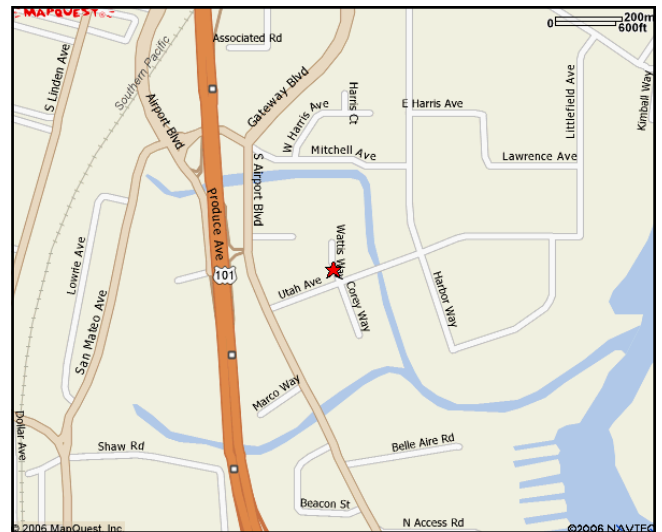 MAPQUEST
0 200m
600ft
Associated Rd
S Linden Ave
Southern Pacific
Airport Blvd
Gateway Blvd
Harris Ct
W Harris Ave
E Harris Ave
Littlefield Ave
Kimball Way
Mitchell Ave
Lawrence Ave
S Airport Blvd
Produce Ave
101
Lowrie Ave
San Mateo Ave
Wattis Way
Utah Ave
Corey Way
Harbor Way
Marco Way
Dollar Ave
Shaw Rd
Belle Aire Rd
Beacon St
N Access Rd
© 2006 MapQuest, Inc.
©2006 NAVTEQ